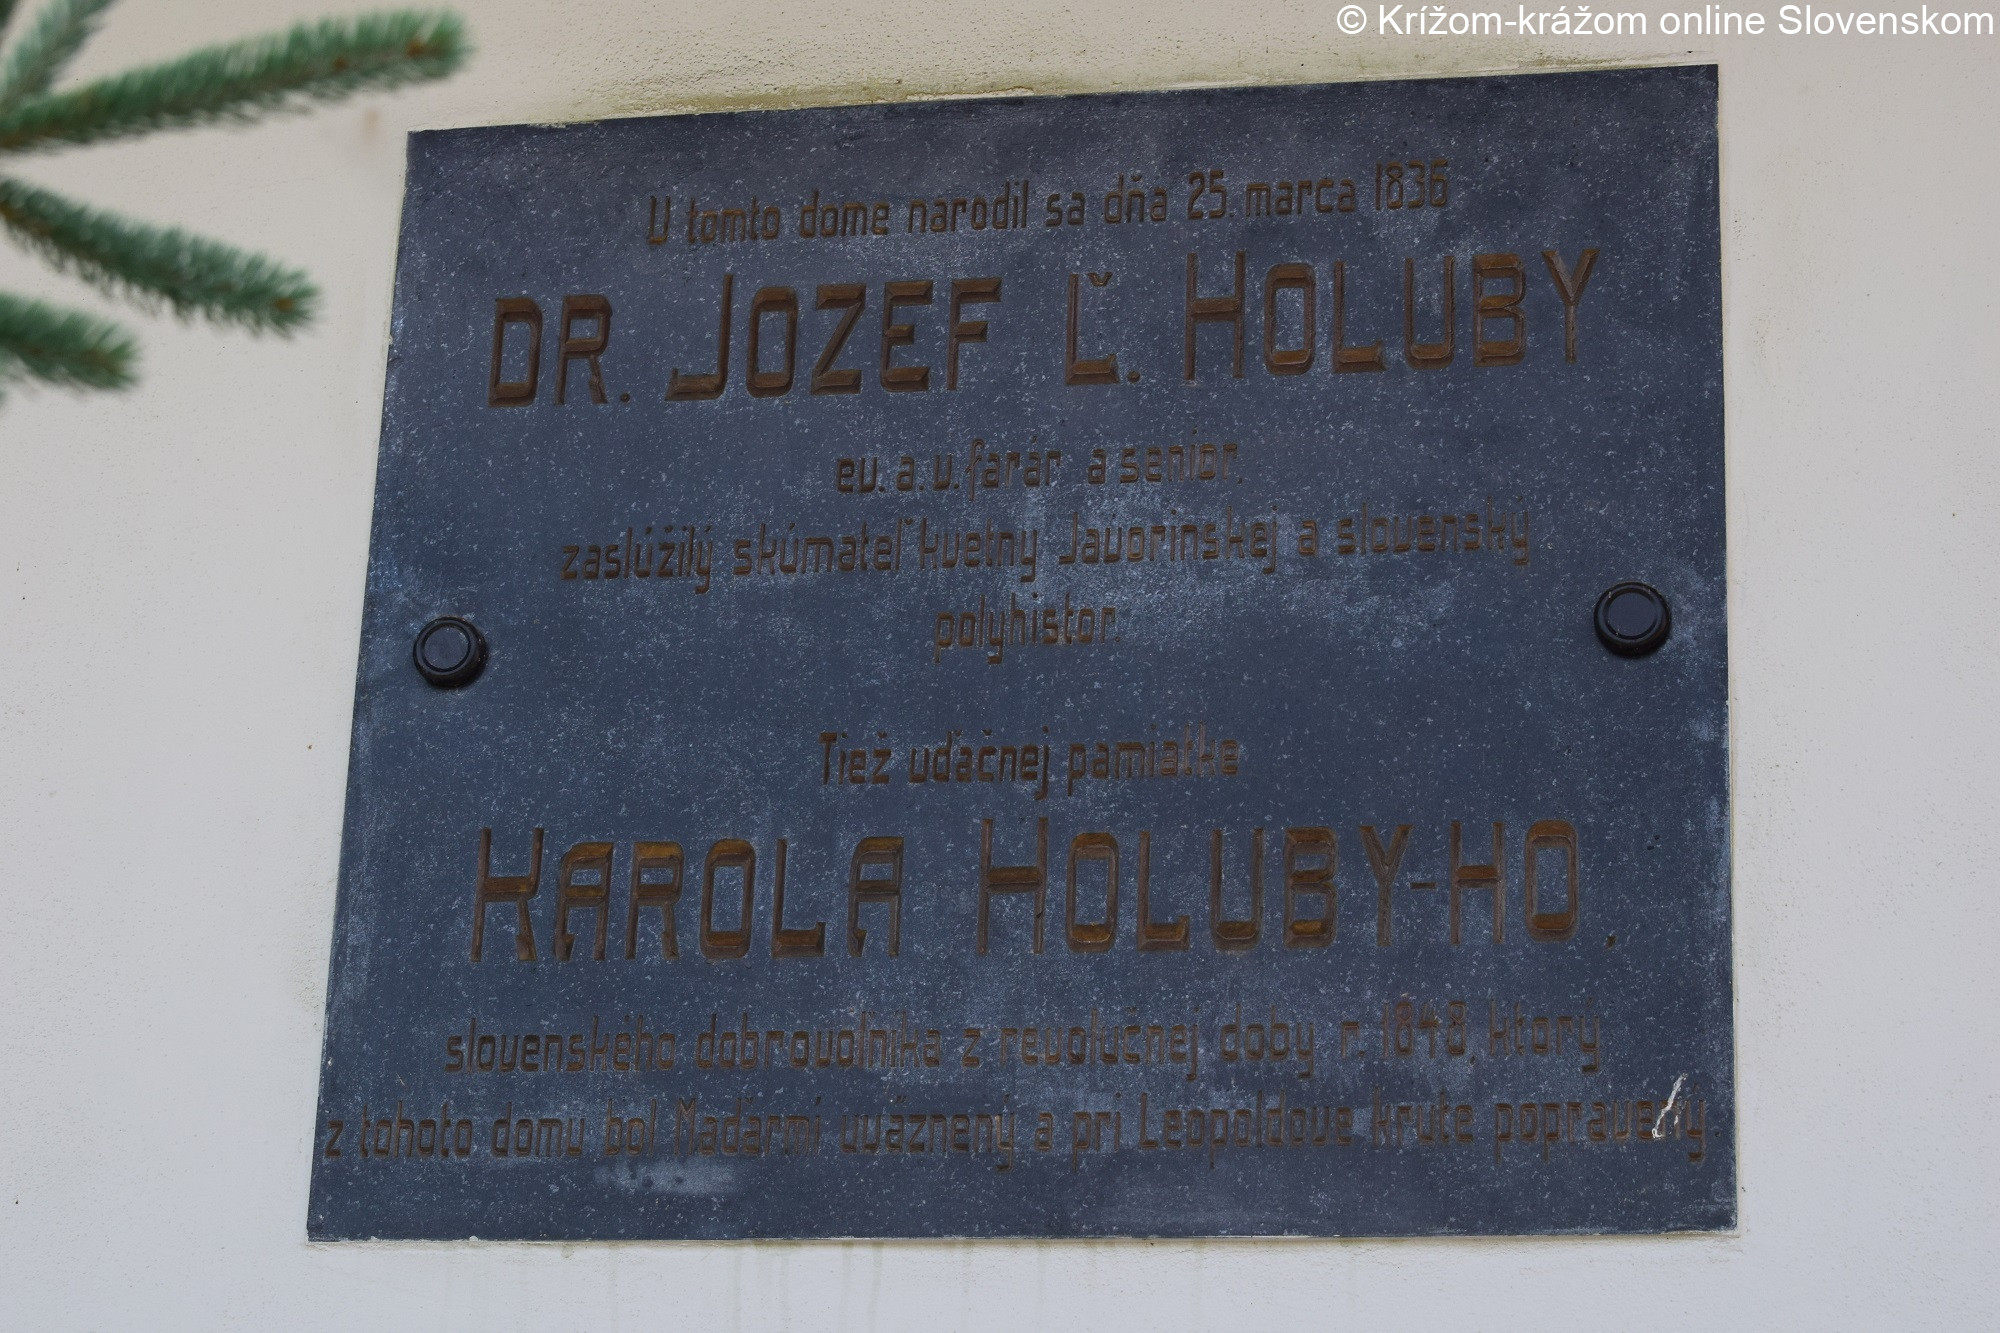 © Krížom-krážom online Slovenskom
U tomto dome narodil sa dňa 25. marca 1836
DR. JOZEF Ľ. HOLUBY
ev. a. v. farár a senior,
zaslúžilý skúmateľ kvetny Javorinskej a slovenský
polyhistor.
Tiež uďačnej pamiatke
KAROLA HOLUBY-HO,
slovenského dobrovoľníka z revolučnej doby r. 1848, ktorý
z tohoto domu bol Maďarmi uväznený a pri Leopoldove krute popravený.